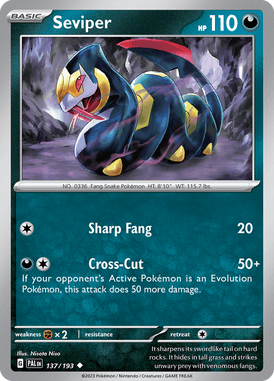 BASIC
Seviper
HP 110
NO. 0336 Fang Snake Pokémon HT: 8'10" WT: 115.7 lbs.
Sharp Fang 20
Cross-Cut 50+
If your opponent's Active Pokémon is an Evolution
Pokémon, this attack does 50 more damage.
weakness ×2 resistance retreat
Illus. Nisota Niso
G PAL EN 137/193
It sharpens its swordlike tail on hard
rocks. It hides in tall grass and strikes
unwary prey with venomous fangs.
©2023 Pokémon / Nintendo / Creatures / GAME FREAK